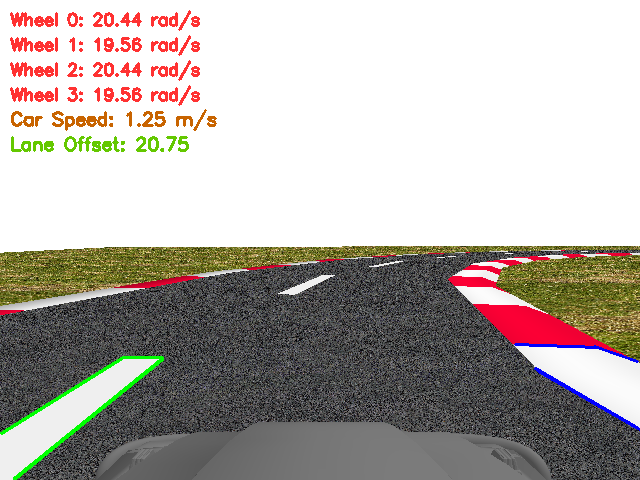 Wheel 0: 20.44 rad/s
Wheel 1: 19.56 rad/s
Wheel 2: 20.44 rad/s
Wheel 3: 19.56 rad/s
Car Speed: 1.25 m/s
Lane Offset: 20.75